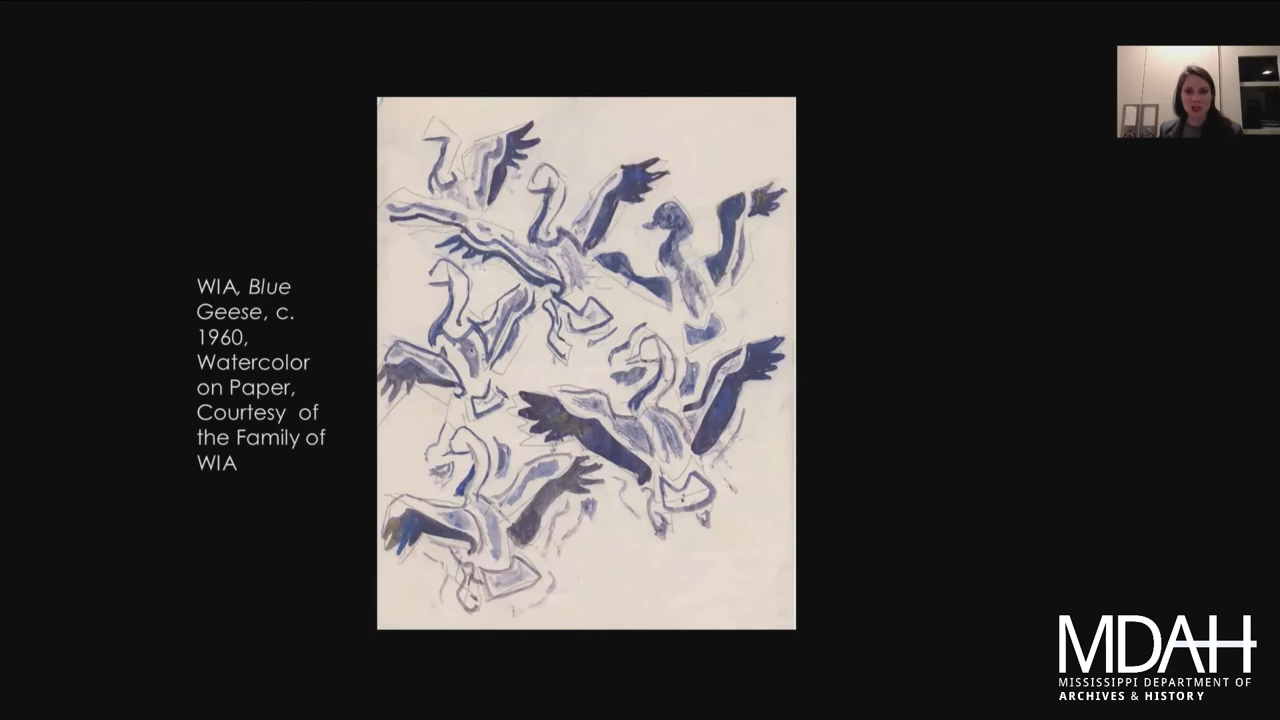 WIA, Blue
Geese, c.
1960,
Watercolor
on Paper,
Courtesy of
the Family of
WIA
MDAH
MISSISSIPPI DEPARTMENT OF
ARCHIVES & HISTORY